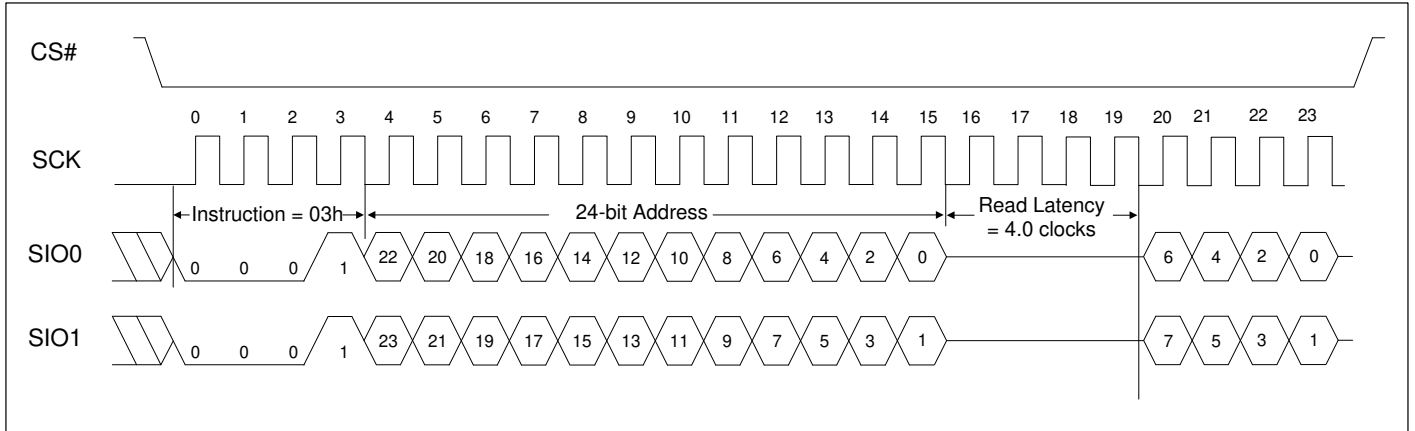 CS#
0 1 2 3 4 5 6 7 8 9 10 11 12 13 14 15 16 17 18 19 20 21 22 23
SCK
Instruction = 03h 24-bit Address Read Latency
= 4.0 clocks
SIO0 0 0 0 1 22 20 18 16 14 12 10 8 6 4 2 0 6 4 2 0
SIO1 0 0 0 1 23 21 19 17 15 13 11 9 7 5 3 1 7 5 3 1